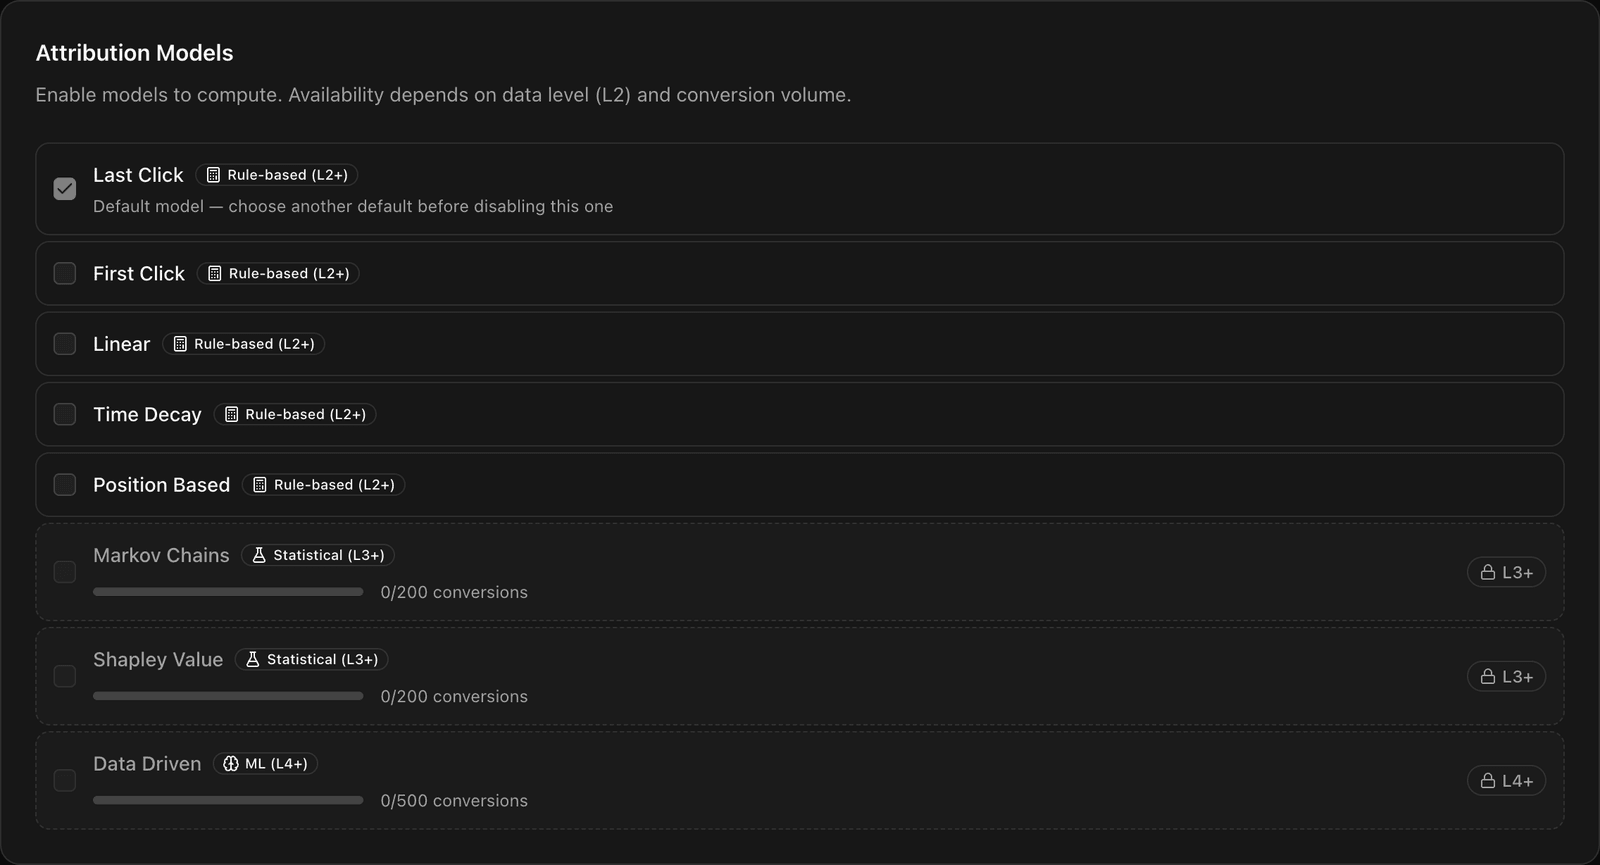 Attribution Models
Enable models to compute. Availability depends on data level (L2) and conversion volume.
Last Click Rule-based (L2+)
Default model — choose another default before disabling this one
First Click Rule-based (L2+)
Linear Rule-based (L2+)
Time Decay Rule-based (L2+)
Position Based Rule-based (L2+)
Markov Chains Statistical (L3+)
0/200 conversions
L3+
Shapley Value Statistical (L3+)
0/200 conversions
L3+
Data Driven ML (L4+)
0/500 conversions
L4+